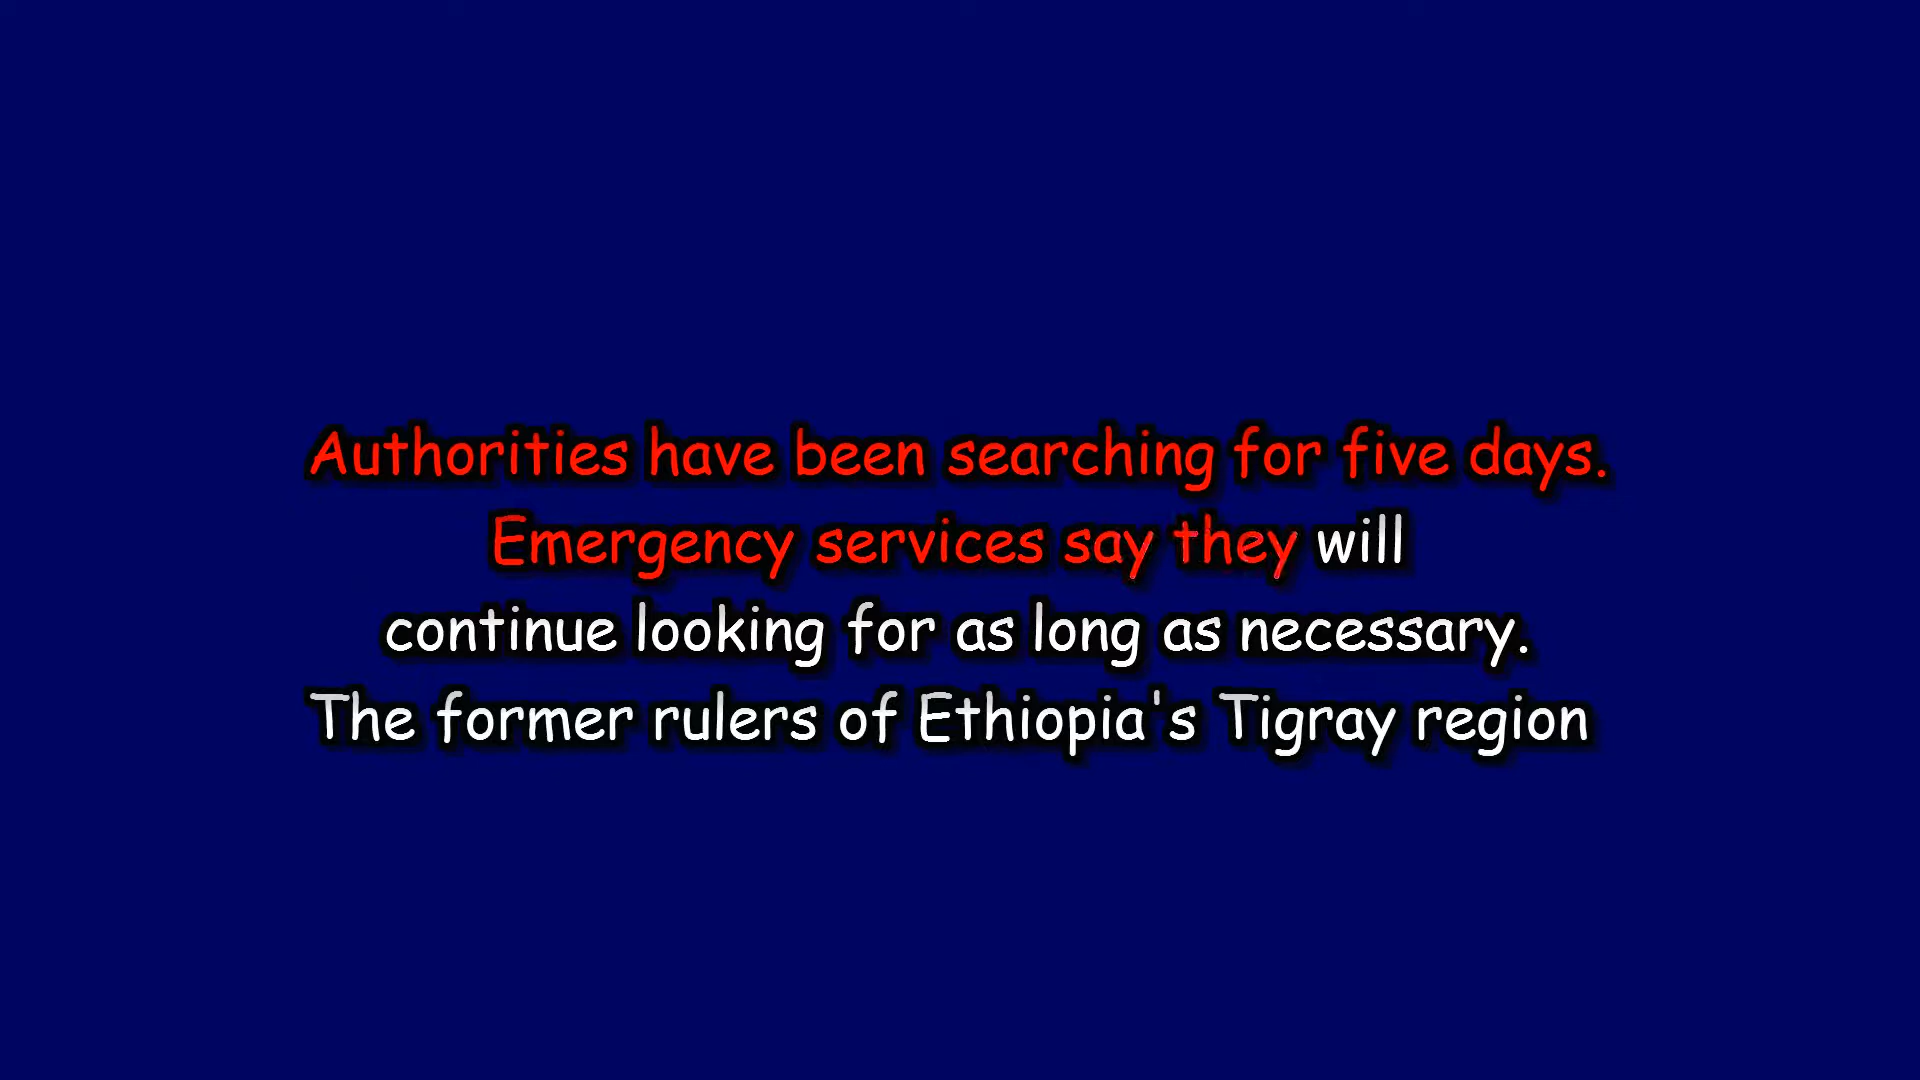 Authorities have been searching for five days.
Emergency services say they will
continue looking for as long as necessary.
The former rulers of Ethiopia's Tigray region